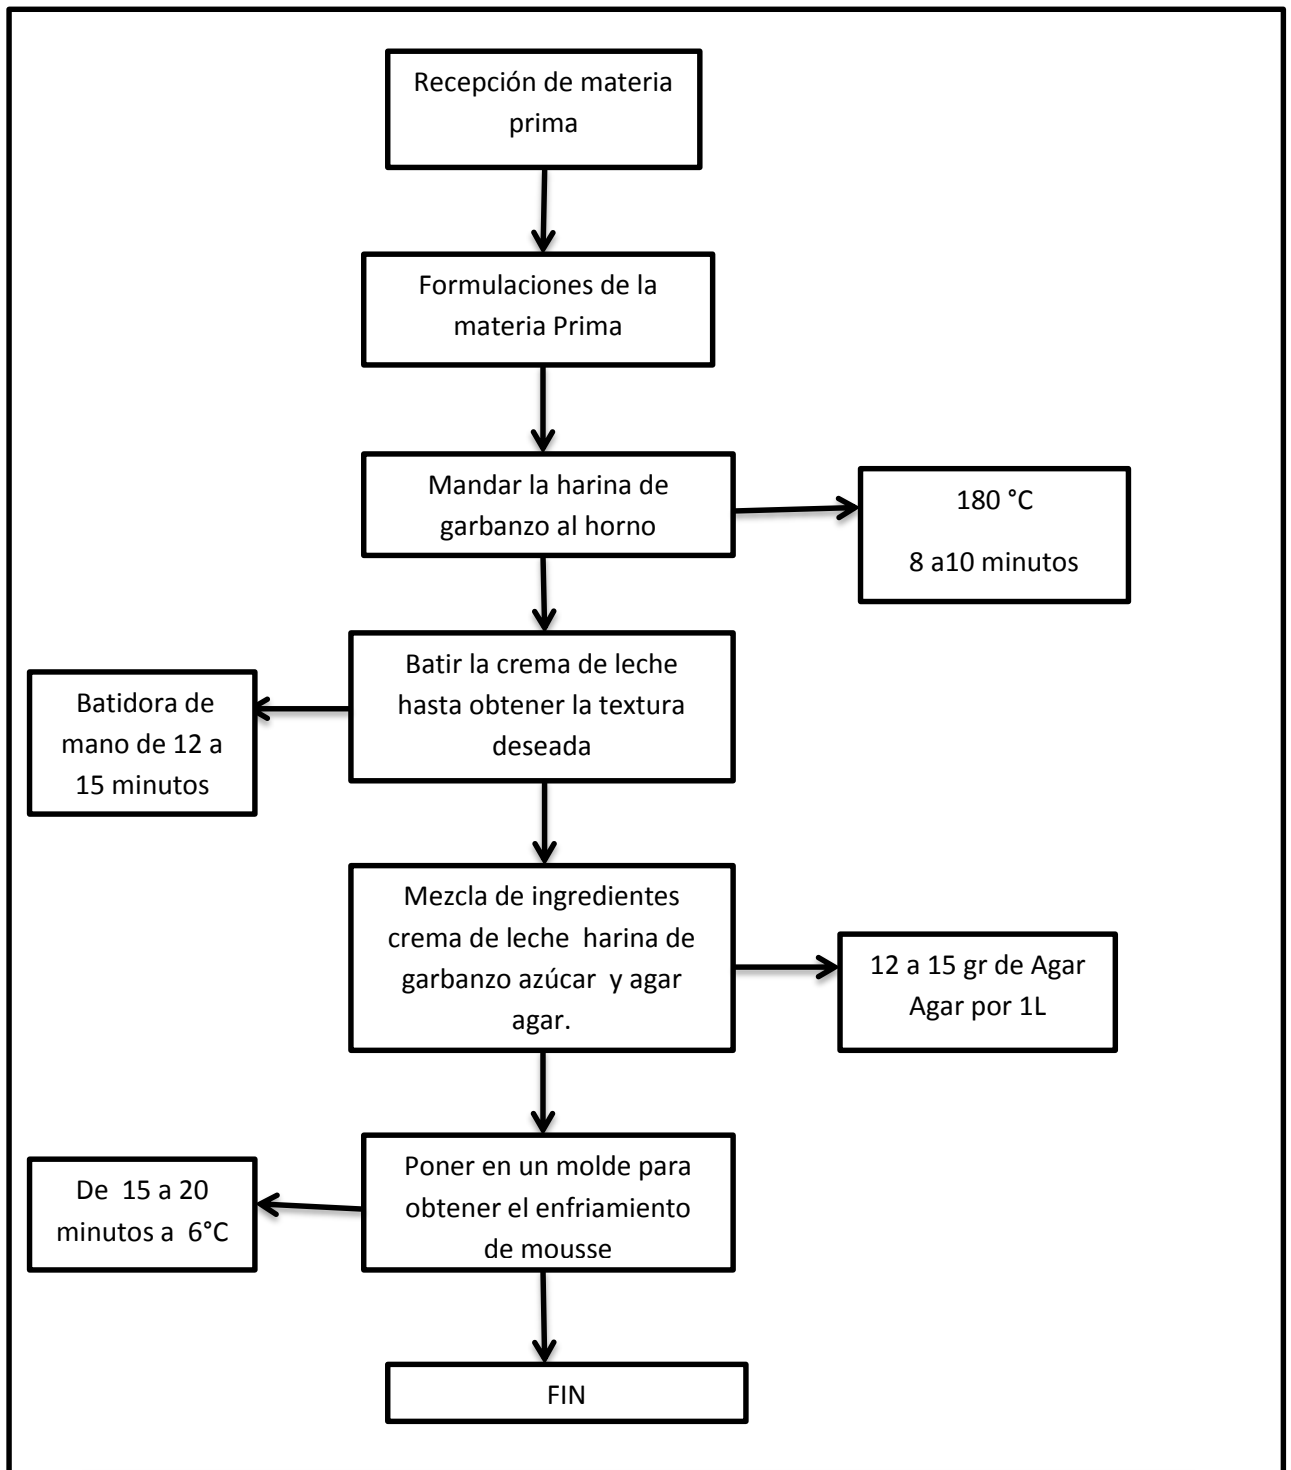 Recepción de materia
prima
Formulaciones de la
materia Prima
Mandar la harina de
garbanzo al horno
180 °C
8 a10 minutos
Batir la crema de leche
hasta obtener la textura
deseada
Batidora de
mano de 12 a
15 minutos
Mezcla de ingredientes
crema de leche  harina de
garbanzo azúcar  y agar
agar.
12 a 15 gr de Agar
Agar por 1L
Poner en un molde para
obtener el enfriamiento
de mousse
De  15 a 20
minutos a  6°C
FIN